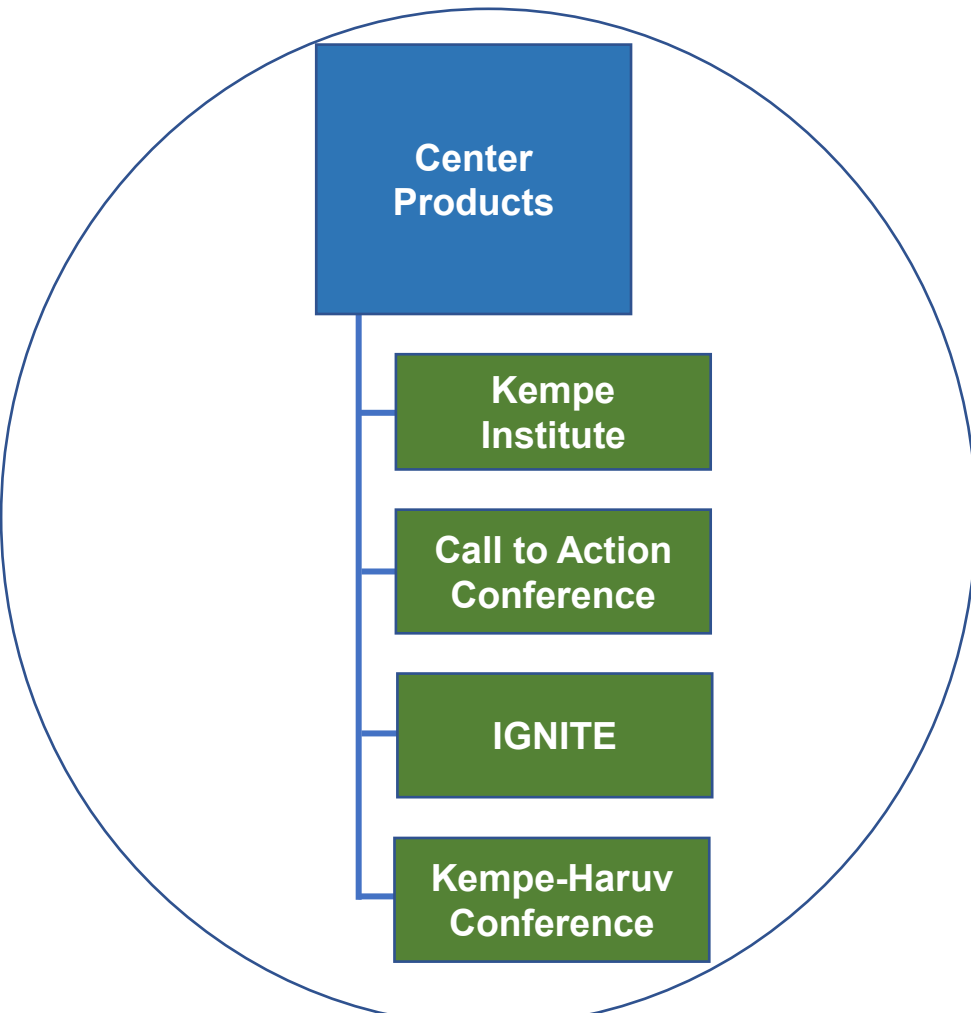 Center
Products
Kempe
Institute
Call to Action
Conference
IGNITE
Kempe-Haruv
Conference